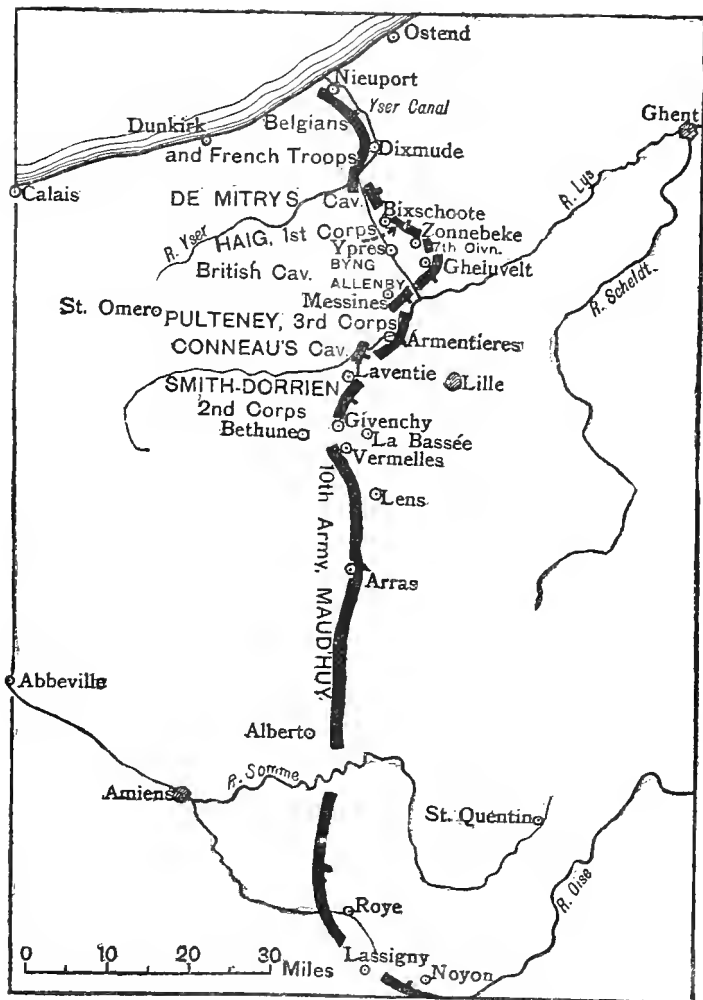 Ostend
Nieuport
Yser Canal
Ghent
Dunkirk
Belgians
and French Troops
Dixmude
Calais
R. Lys
DE MITRYS Cav.
Bixschoote
R. Yser
HAIG, 1st Corps
Zonnebeke
Ypres
7th Divn.
British Cav.
BYNG
Gheluvelt
ALLENBY
R. Scheldt.
Messines
St. Omer
PULTENEY, 3rd Corps
Armentieres
CONNEAU'S Cav.
Laventie
Lille
SMITH-DORRIEN
2nd Corps
Givenchy
Bethune
La Bassée
Vermelles
10th Army, MAUD'HUY.
Lens
Arras
Abbeville
Albert
R. Somme
Amiens
St. Quentin
R. Oise
Roye
Lassigny
0 10 20 30
Miles
Noyon